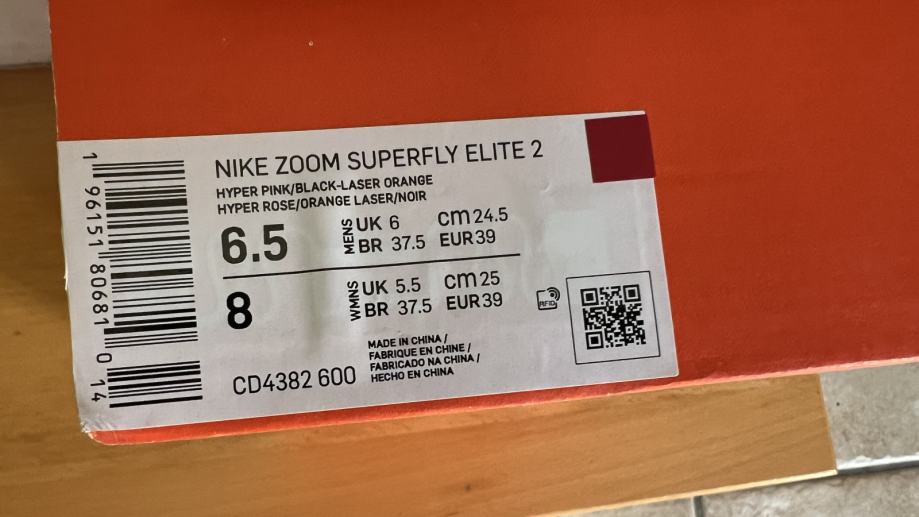 NIKE ZOOM SUPERFLY ELITE 2
HYPER PINK/BLACK-LASER ORANGE
HYPER ROSE/ORANGE LASER/NOIR
6.5 MENS UK 6 cm 24.5
BR 37.5 EUR 39
8 WMNS UK 5.5 cm 25
BR 37.5 EUR 39
RFID
MADE IN CHINA /
FABRIQUE EN CHINE /
FABRICADO NA CHINA /
HECHO EN CHINA
CD4382 600
1 96151 80681 0 14